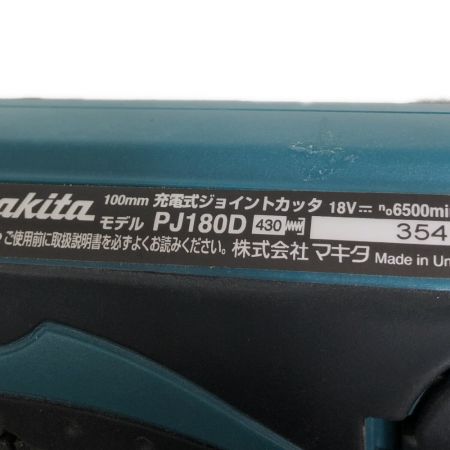 akita 100mm 充電式ジョイントカッタ 18V⎓ n₀6500mi
モデル PJ180D 430 354
ご使用前に取扱説明書を必ずよくお読みください。 株式会社 マキタ Made in Un